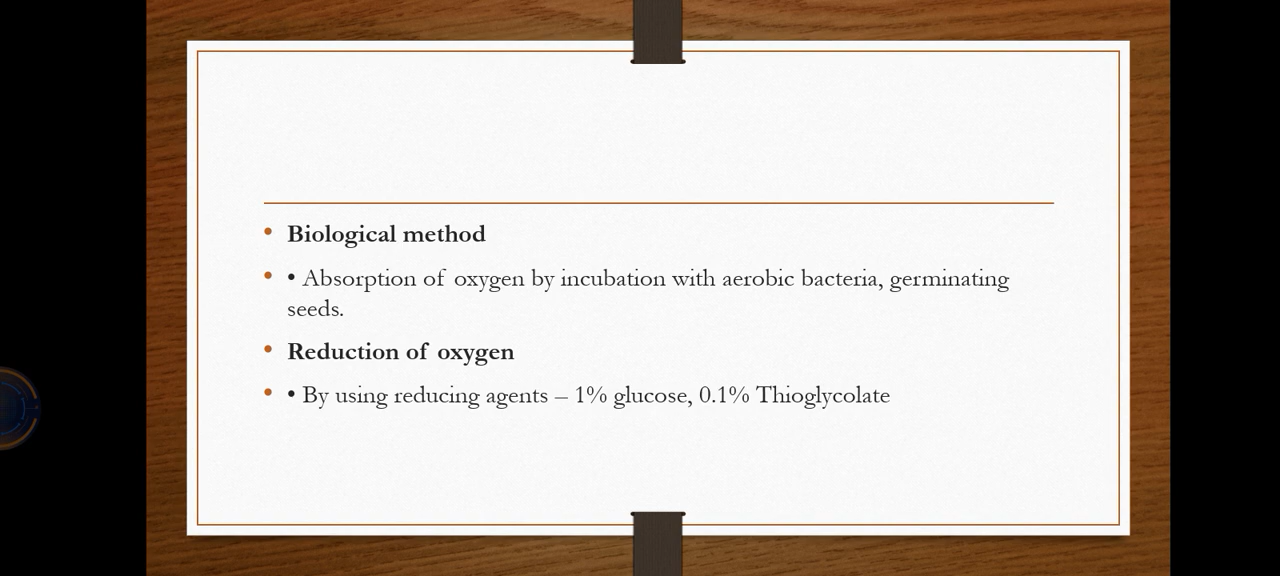 • Biological method
• • Absorption of oxygen by incubation with aerobic bacteria, germinating
seeds.
• Reduction of oxygen
• • By using reducing agents – 1% glucose, 0.1% Thioglycolate